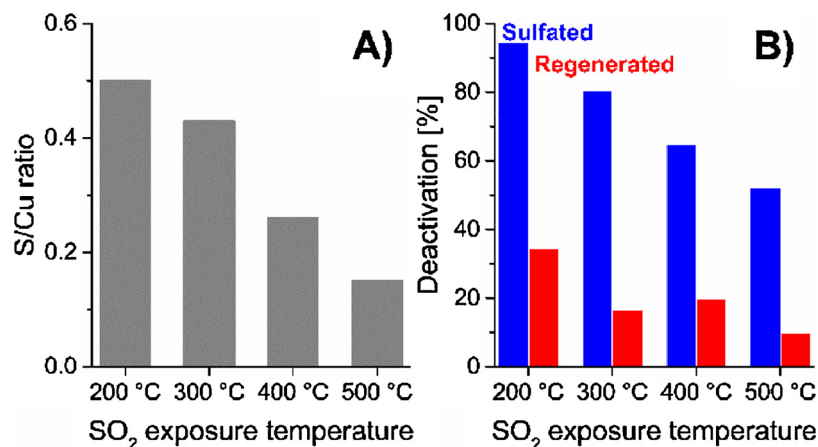 A)
S/Cu ratio
0.6
0.4
0.2
0.0
200 °C 300 °C 400 °C 500 °C
SO₂ exposure temperature
B)
Sulfated
Regenerated
Deactivation [%]
100
80
60
40
20
0
200 °C 300 °C 400 °C 500 °C
SO₂ exposure temperature